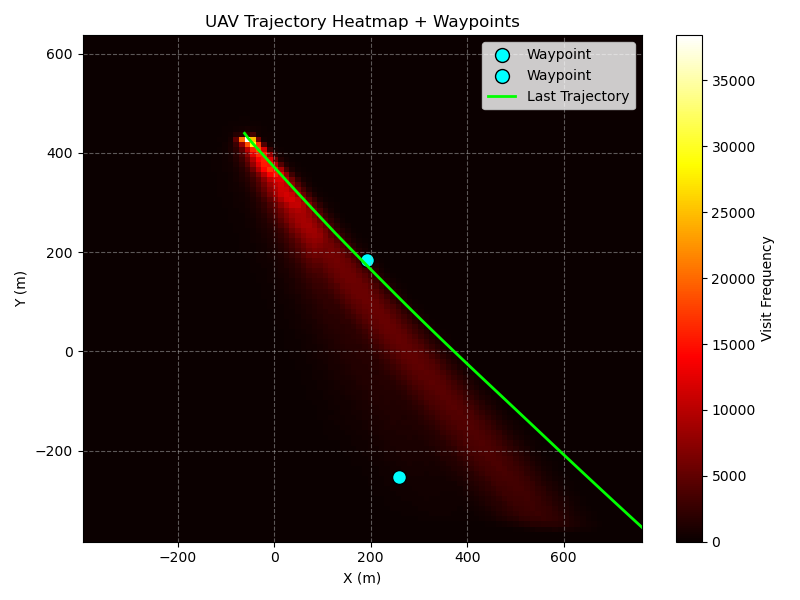 UAV Trajectory Heatmap + Waypoints
Waypoint
Waypoint
Last Trajectory
600
400
200
0
−200
Y (m)
−200
0
200
400
600
X (m)
35000
30000
25000
20000
15000
10000
5000
0
Visit Frequency